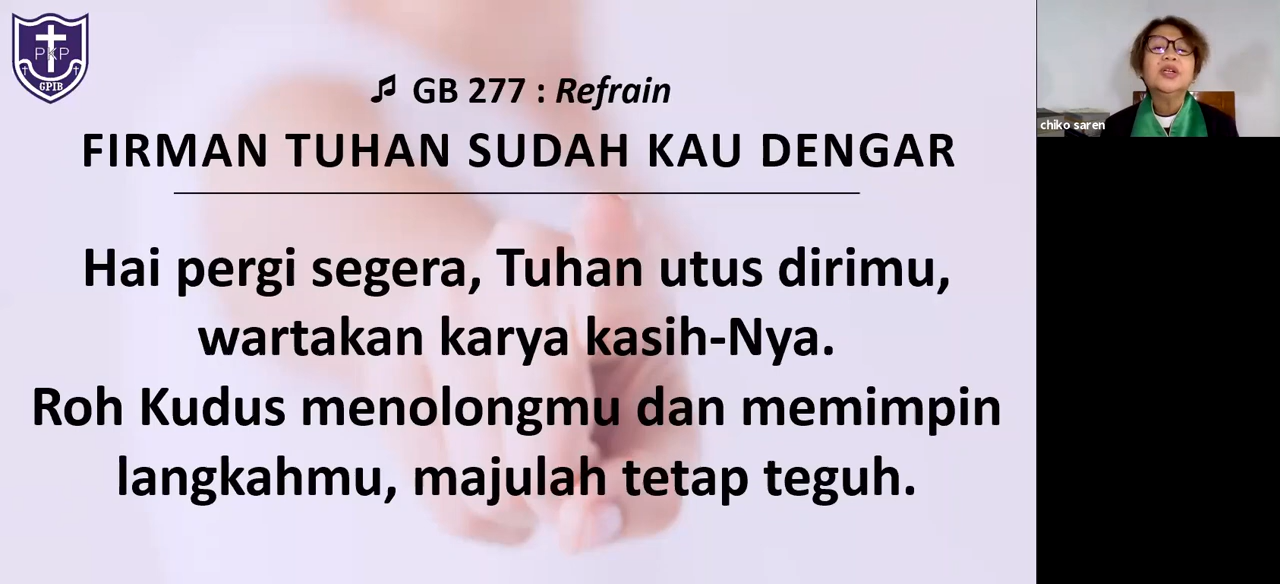 PKP
GPIB
GB 277 : Refrain
FIRMAN TUHAN SUDAH KAU DENGAR
Hai pergi segera, Tuhan utus dirimu,
wartakan karya kasih-Nya.
Roh Kudus menolongmu dan memimpin
langkahmu, majulah tetap teguh.
chiko saren